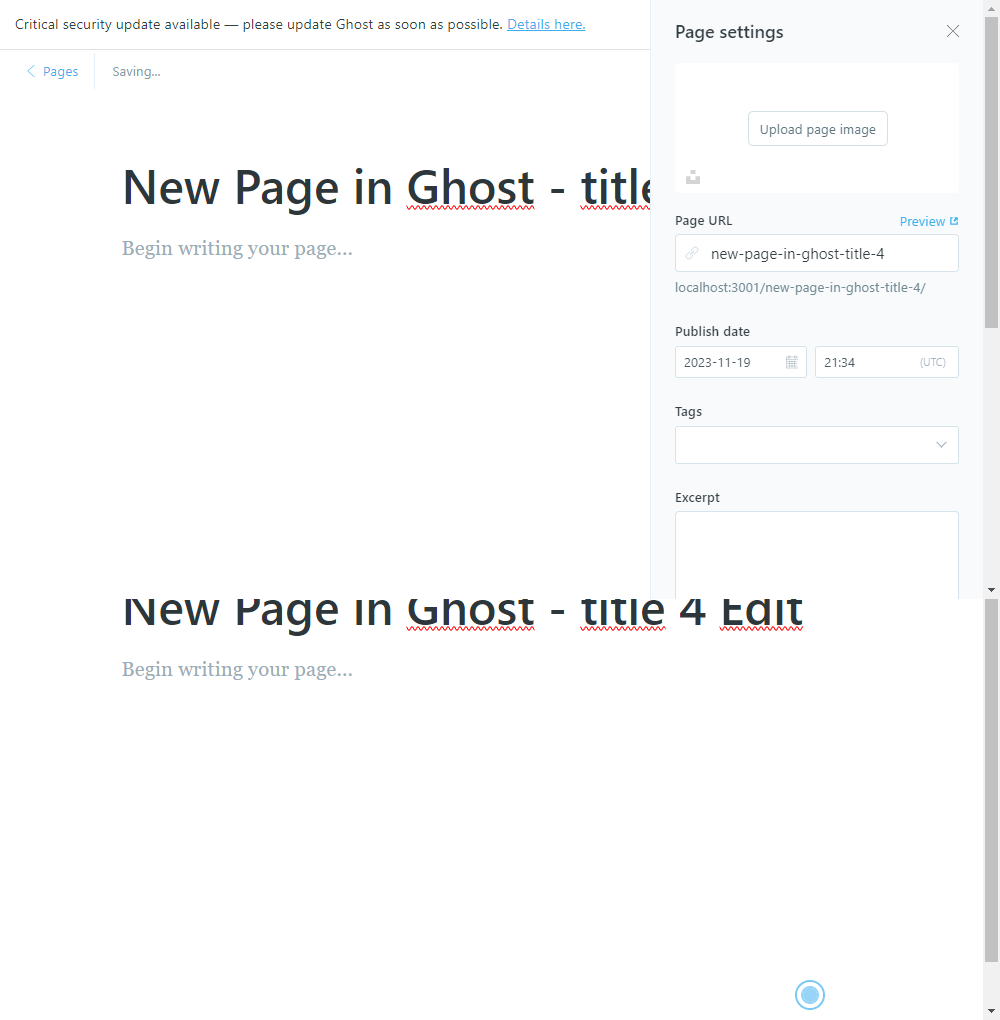 Critical security update available — please update Ghost as soon as possible. Details here.
Pages
Saving...
New Page in Ghost - title
Begin writing your page...
Page settings
Upload page image
Page URL
Preview
new-page-in-ghost-title-4
localhost:3001/new-page-in-ghost-title-4/
Publish date
2023-11-19
21:34
(UTC)
Tags
Excerpt
New Page in Ghost - title 4 Edit
Begin writing your page...